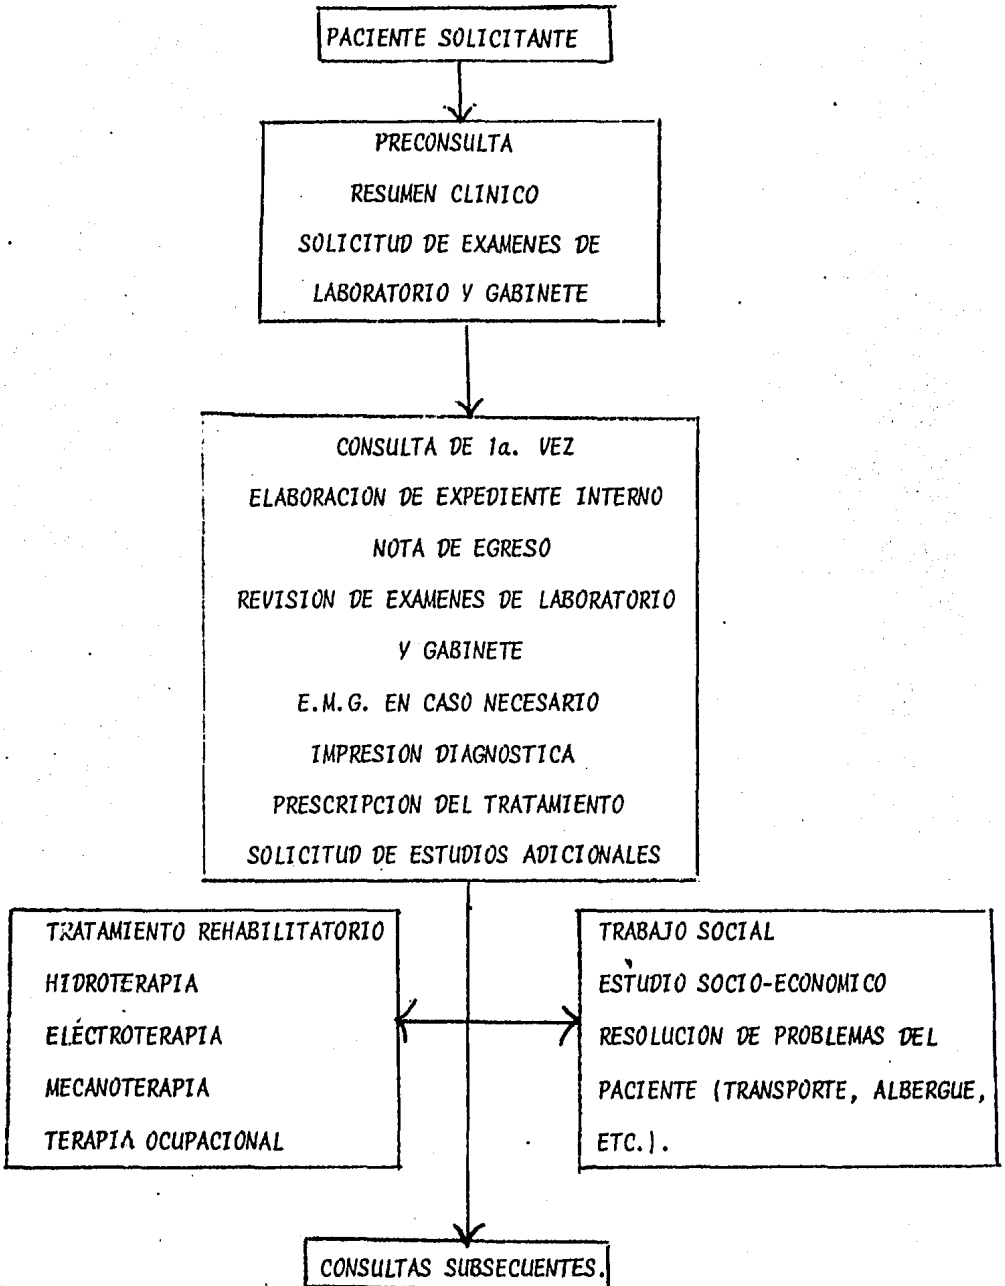 PACIENTE SOLICITANTE
PRECONSULTA
RESUMEN CLINICO
SOLICITUD DE EXAMENES DE
LABORATORIO Y GABINETE
CONSULTA DE 1a. VEZ
ELABORACION DE EXPEDIENTE INTERNO
NOTA DE EGRESO
REVISION DE EXAMENES DE LABORATORIO
Y GABINETE
E.M.G. EN CASO NECESARIO
IMPRESION DIAGNOSTICA
PRESCRIPCION DEL TRATAMIENTO
SOLICITUD DE ESTUDIOS ADICIONALES
TRATAMIENTO REHABILITATORIO
HIDROTERAPIA
ELÉCTROTERAPIA
MECANOTERAPIA
TERAPIA OCUPACIONAL
TRABAJO SOCIAL
ESTUDIO SOCIO-ECONOMICO
RESOLUCION DE PROBLEMAS DEL
PACIENTE (TRANSPORTE, ALBERGUE,
ETC.).
CONSULTAS SUBSECUENTES.